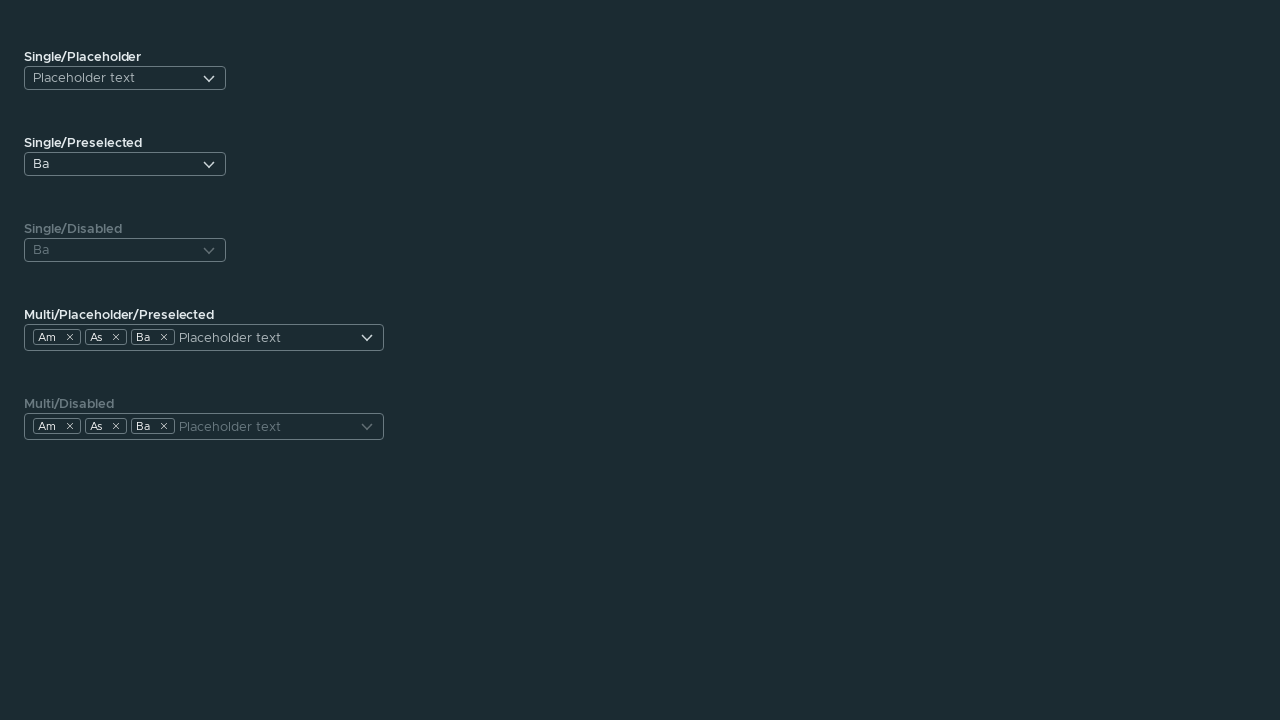 Single/Placeholder
Placeholder text
Single/Preselected
Ba
Single/Disabled
Ba
Multi/Placeholder/Preselected
Am As Ba Placeholder text
Multi/Disabled
Am As Ba Placeholder text